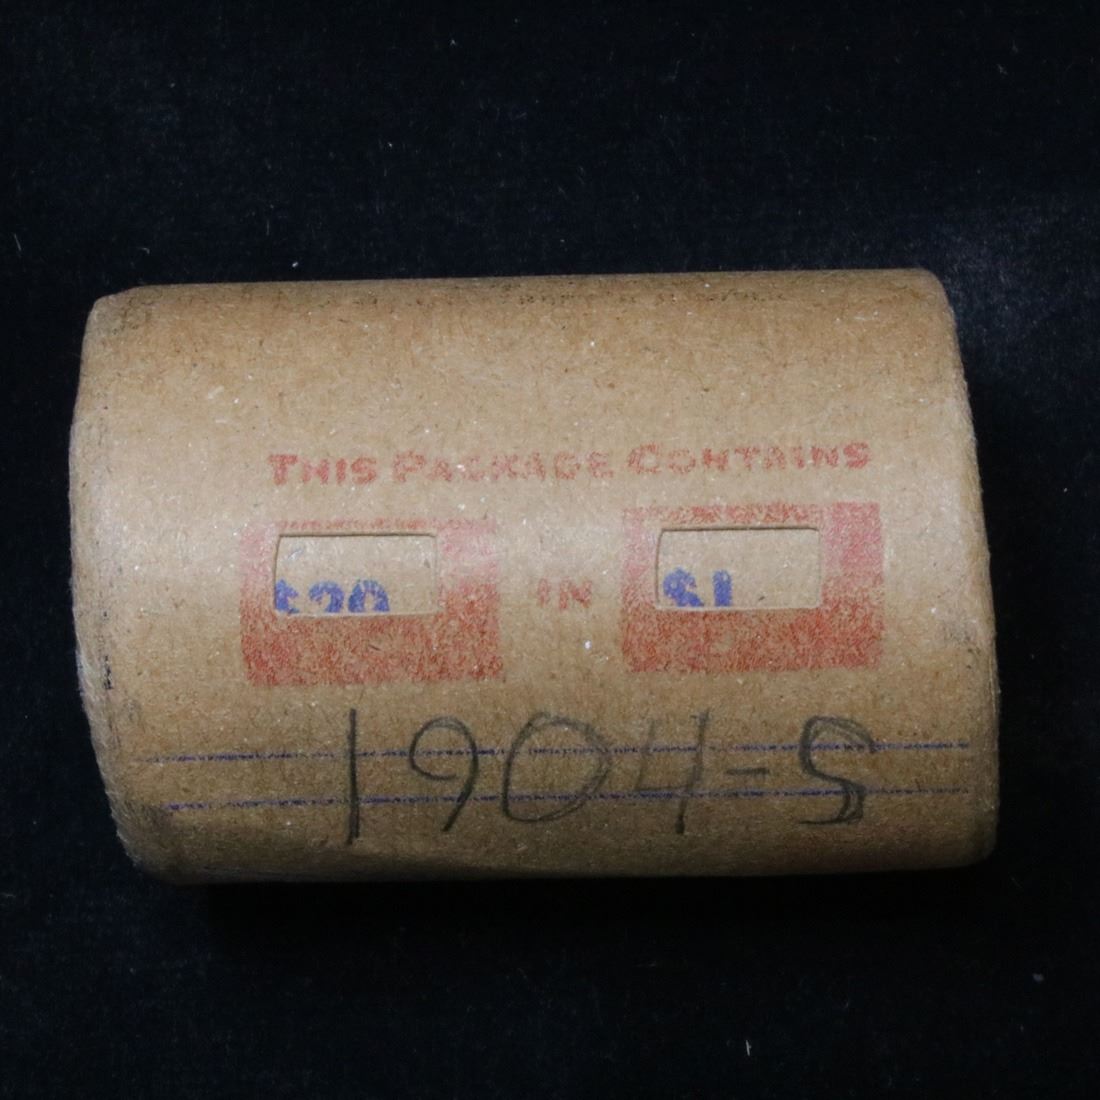 THIS PACKAGE CONTAINS
$20 IN $1
1904-S